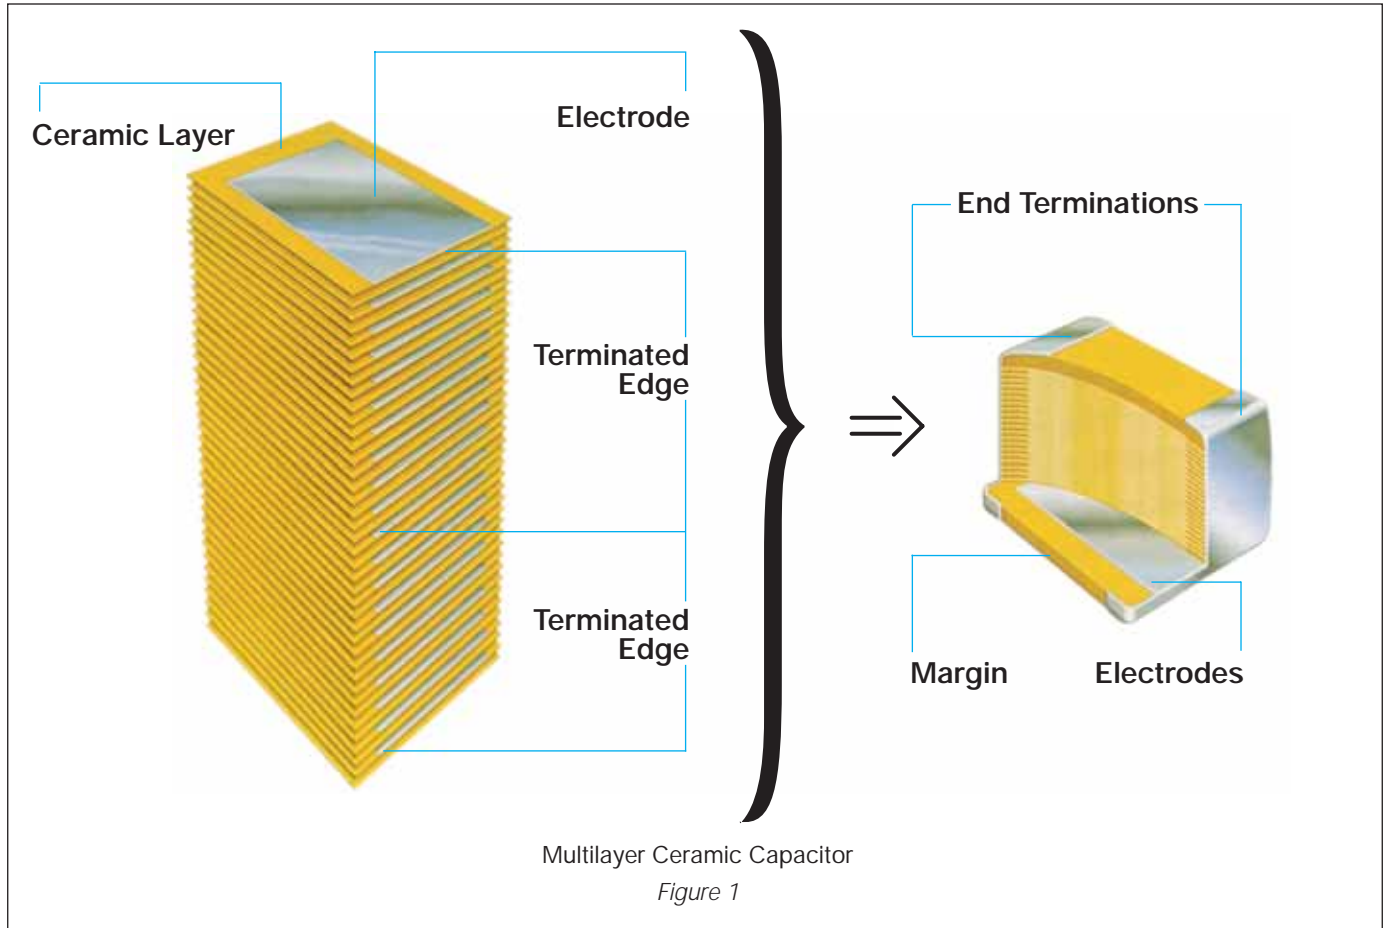 Ceramic Layer
Electrode
Terminated
Edge
Terminated
Edge
End Terminations
Margin
Electrodes
Multilayer Ceramic Capacitor
Figure 1